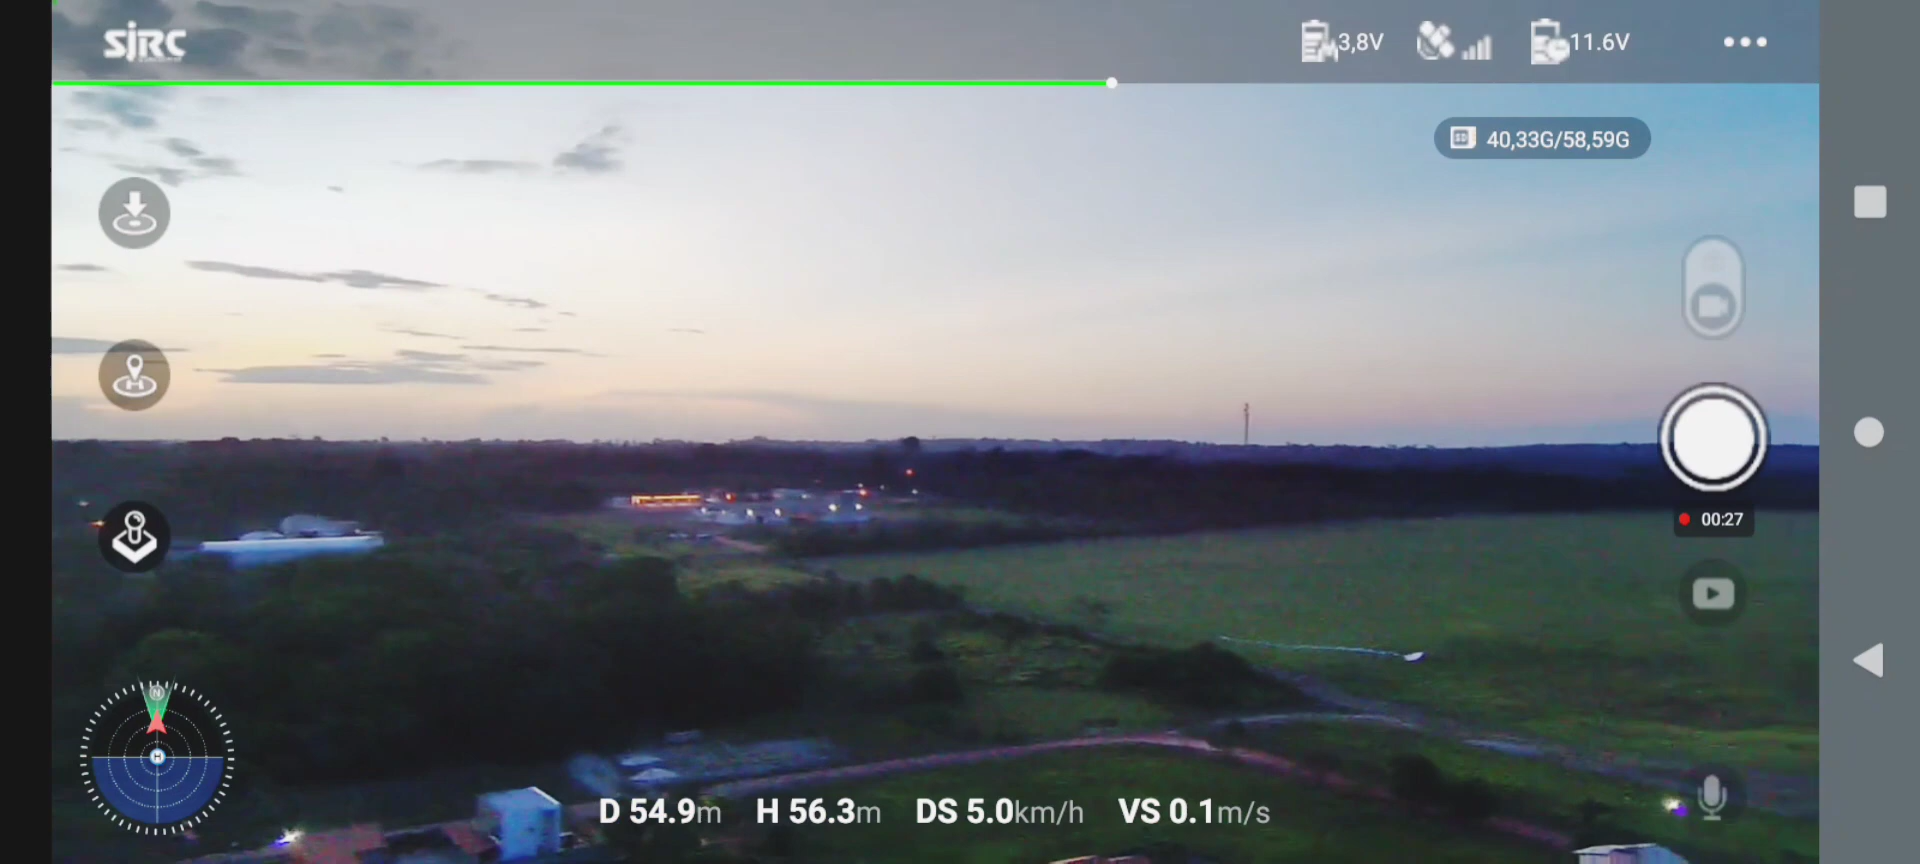 SJRC
3,8V
11.6V
SD 40,33G/58,59G
00:27
N
H
H
D 54.9m H 56.3m DS 5.0km/h VS 0.1m/s